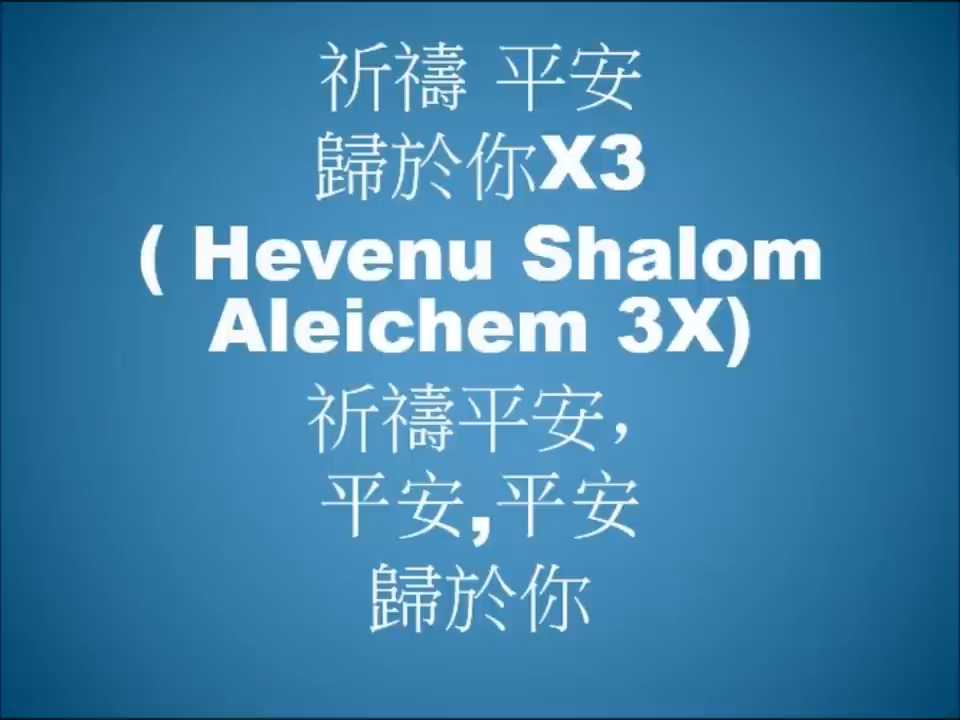 祈禱 平安
歸於你X3
( Hevenu Shalom
Aleichem 3X)
祈禱平安，
平安,平安
歸於你